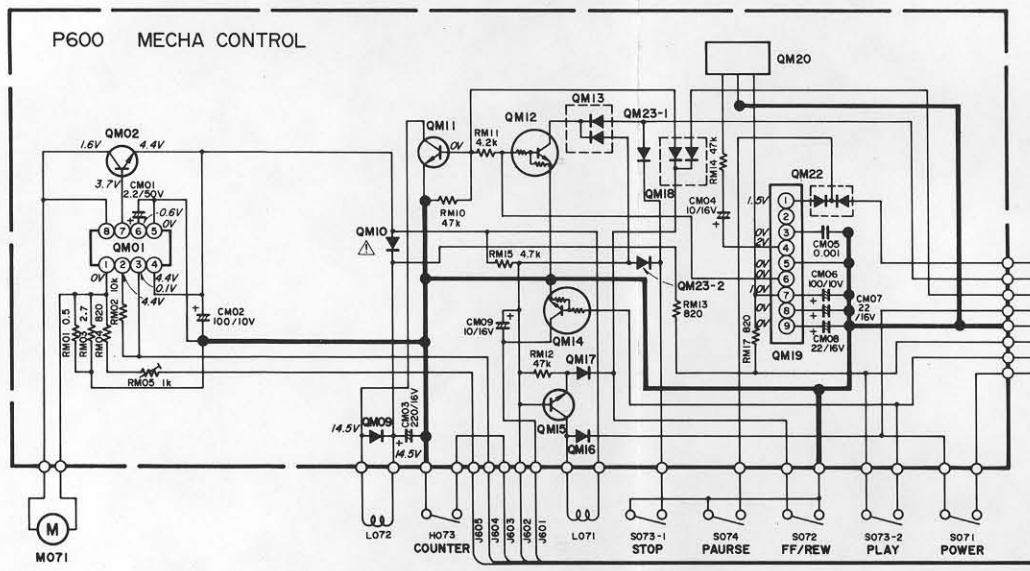 P600 MECHA CONTROL
QM20
QM13
QM02
QM11
QM12
QM23-1
1.6V
4.4V
0V
RM11
4.2k
RM14 47k
3.7V
CM01
2.2/50V
QM18
QM22
-0.6V
0V
RM10
47k
CM04
10/16V
1.5V
1
2
0V
3
2V
4
CM05
0.001
8 7 6 5
QM01
1 2 3 4
QM10
⚠
RM15 4.7k
0V
5
0V
6
QM23-2
CM06
100/10V
0V
4.4V
0.1V
4.4V
1.0V
7
CM07
22
/16V
RM01 0.5
RM03 2.7
RM04 820
RM02 10k
CM02
100/10V
RM13
820
0V
8
CM09
10/16V
QM14
RM17 820
0V
9
CM08
22/16V
QM19
RM12
47k
QM17
RM05 1k
QM09
CM03
220/16V
14.5V
14.5V
QM15
QM16
M
M071
L072
H073
COUNTER
J605
J604
J603
J602
J601
L071
S073-1
STOP
S074
PAURSE
S072
FF/REW
S073-2
PLAY
S071
POWER